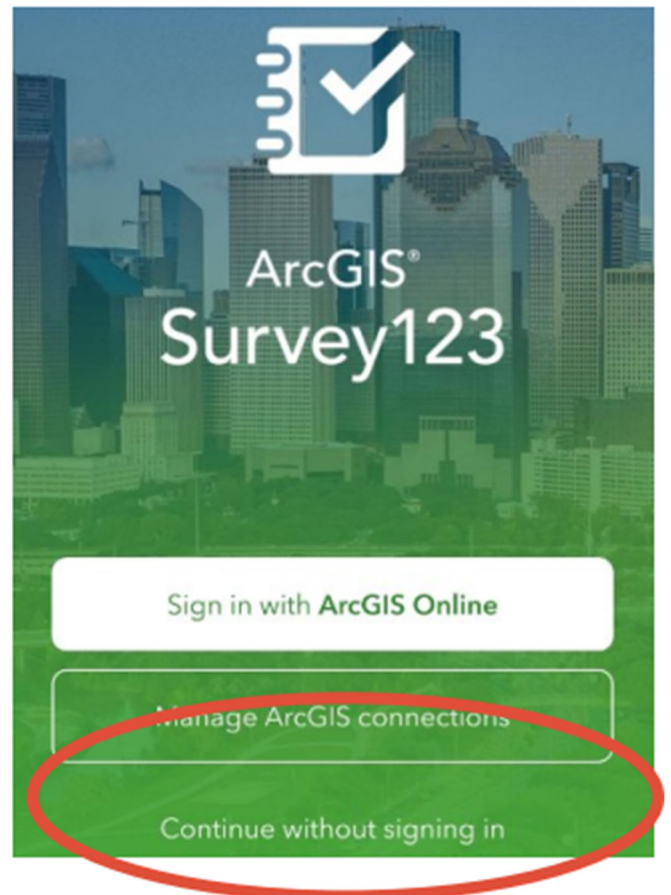 ArcGIS®
Survey123
Sign in with ArcGIS Online
Manage ArcGIS connections
Continue without signing in